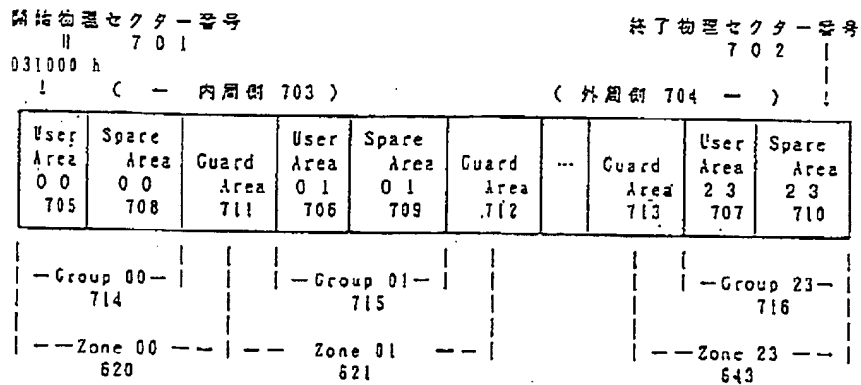 開始物理セクター番号
701
031000 h
終了物理セクター番号
702
( ー 内周側 703 )
( 外周側 704 ー )
User Area 00 705
Spare Area 00 708
Guard Area 711
User Area 01 706
Spare Area 01 709
Guard Area 712
…
Guard Area 713
User Area 23 707
Spare Area 23 710
Group 00
714
Group 01
715
Group 23
716
Zone 00
620
Zone 01
621
Zone 23
643